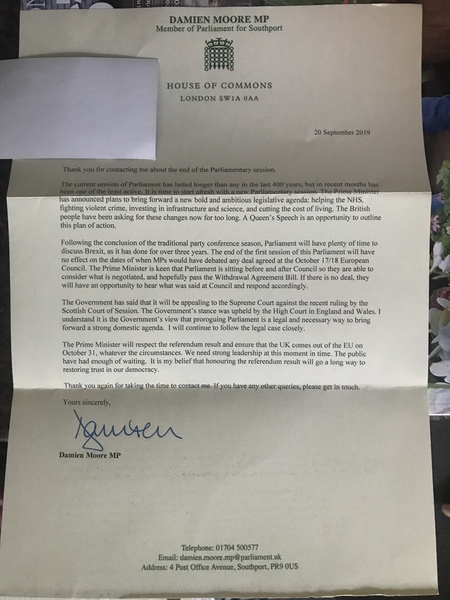 DAMIEN MOORE MP
Member of Parliament for Southport
HOUSE OF COMMONS
LONDON SW1A 0AA
20 September 2019
Thank you for contacting me about the end of the Parliamentary session.
The current session of Parliament has lasted longer than any in the last 400 years, but in recent months has
been one of the least active. It is time to start afresh with a new Parliamentary session. The Prime Minister
has announced plans to bring forward a new bold and ambitious legislative agenda: helping the NHS,
fighting violent crime, investing in infrastructure and science, and cutting the cost of living. The British
people have been asking for these changes now for too long. A Queen's Speech is an opportunity to outline
this plan of action.
Following the conclusion of the traditional party conference season, Parliament will have plenty of time to
discuss Brexit, as it has done for over three years. The end of the first session of this Parliament will have
no effect on the dates of when MPs would have debated any deal agreed at the October 17/18 European
Council. The Prime Minister is keen that Parliament is sitting before and after Council so they are able to
consider what is negotiated, and hopefully pass the Withdrawal Agreement Bill. If there is no deal, they
will have an opportunity to hear what was said at Council and respond accordingly.
The Government has said that it will be appealing to the Supreme Court against the recent ruling by the
Scottish Court of Session. The Government's stance was upheld by the High Court in England and Wales. I
understand it is the Government's view that proroguing Parliament is a legal and necessary way to bring
forward a strong domestic agenda. I will continue to follow the legal case closely.
The Prime Minister will respect the referendum result and ensure that the UK comes out of the EU on
October 31, whatever the circumstances. We need strong leadership at this moment in time. The public
have had enough of waiting. It is my belief that honouring the referendum result will go a long way to
restoring trust in our democracy.
Thank you again for taking the time to contact me. If you have any other queries, please get in touch.
Yours sincerely,
Damien
Damien Moore MP
Telephone: 01704 500577
Email: damien.moore.mp@parliament.uk
Address: 4 Post Office Avenue, Southport, PR9 0US